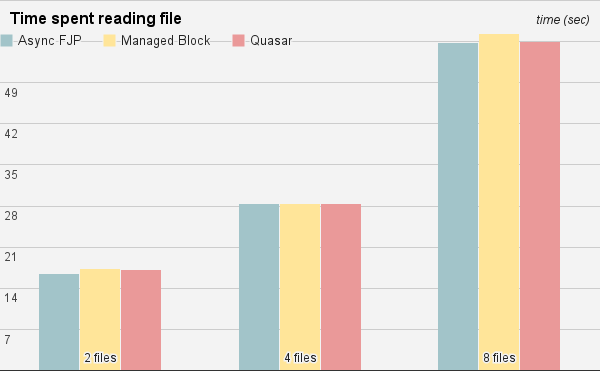 Time spent reading file
time (sec)
Async FJP Managed Block Quasar
49
42
35
28
21
14
7
2 files 4 files 8 files